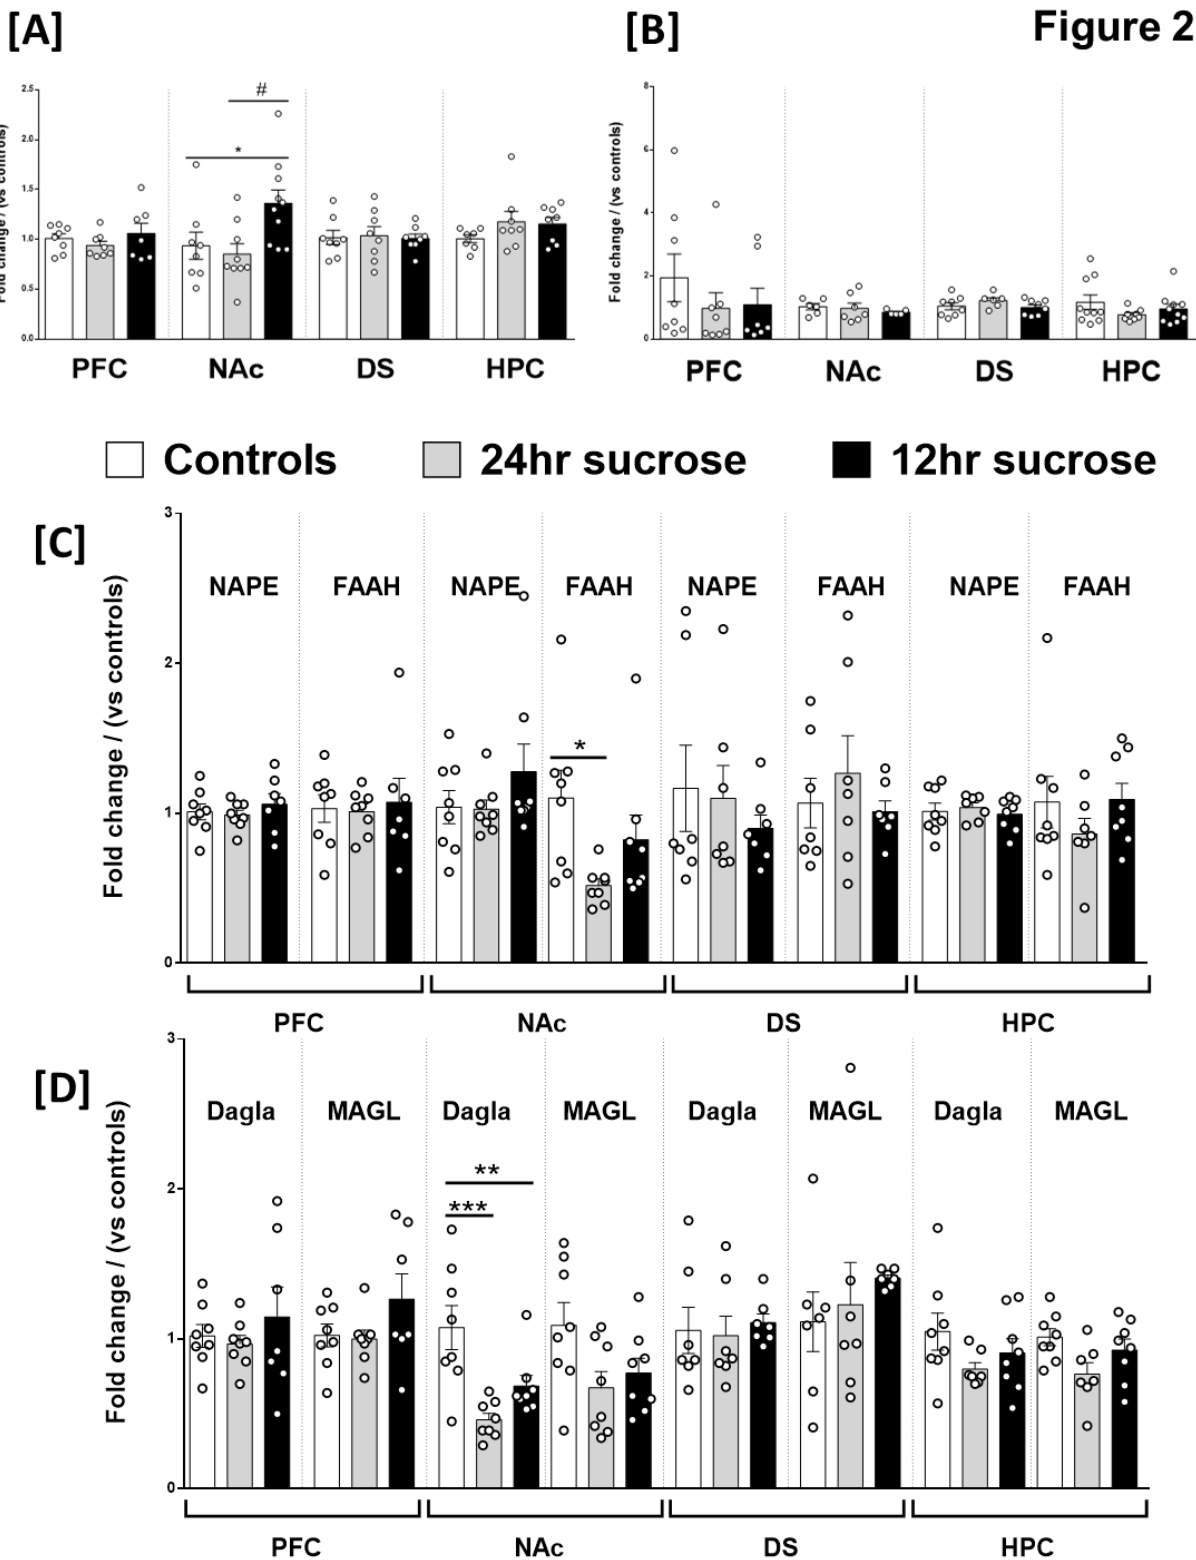 [A]
[B]
Figure 2
Fold change / (vs controls)
2.5
2.0
1.5
1.0
0.5
0.0
#
*
PFC NAc DS HPC
Fold change / (vs controls)
8
6
4
2
0
PFC NAc DS HPC
Controls 24hr sucrose 12hr sucrose
[C]
Fold change / (vs controls)
3
2
1
0
NAPE FAAH NAPE FAAH NAPE FAAH NAPE FAAH
*
PFC NAc DS HPC
[D]
Fold change / (vs controls)
3
2
1
0
Dagla MAGL Dagla MAGL Dagla MAGL Dagla MAGL
**
***
PFC NAc DS HPC